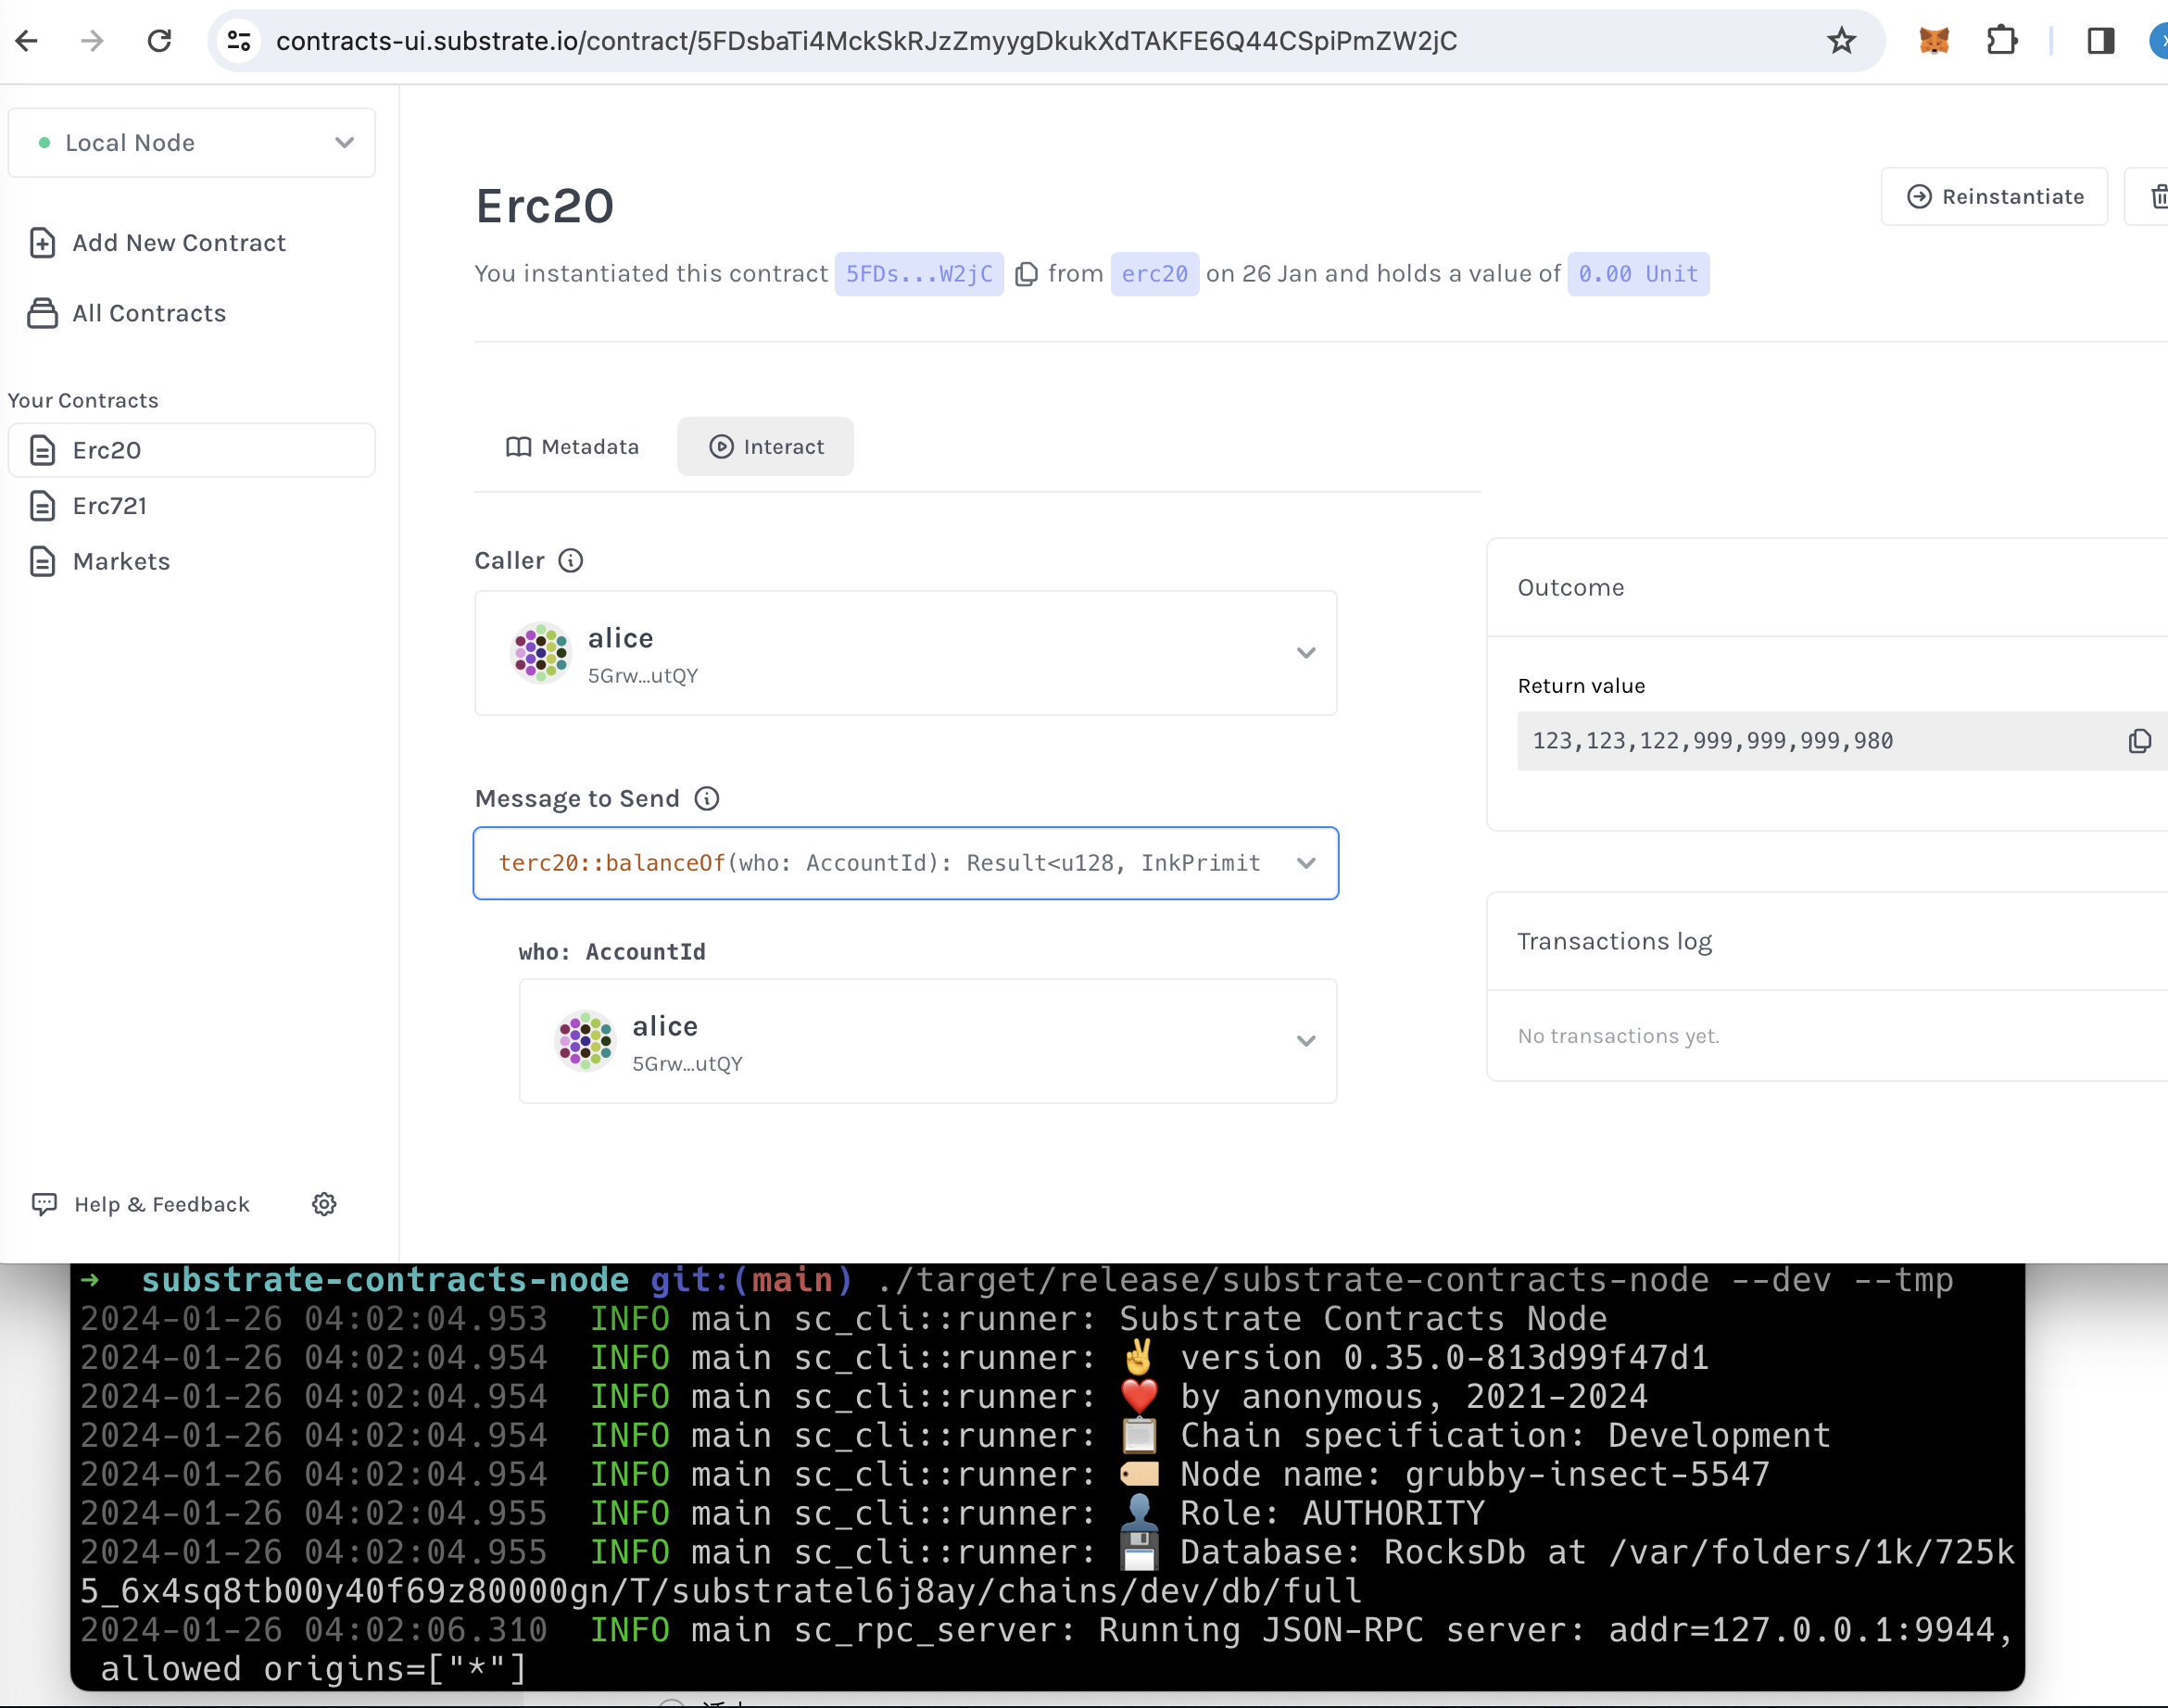 contracts-ui.substrate.io/contract/5FDsbaTi4MckSkRJzZmyygDkukXdTAKFE6Q44CSpiPmZW2jC
Local Node
Add New Contract
All Contracts
Your Contracts
Erc20
Erc721
Markets
Help & Feedback
Erc20
Reinstantiate
You instantiated this contract 5FDs...W2jC from erc20 on 26 Jan and holds a value of 0.00 Unit
Metadata
Interact
Caller
alice
5Grw...utQY
Message to Send
terc20::balanceOf(who: AccountId): Result<u128, InkPrimit
who: AccountId
alice
5Grw...utQY
Outcome
Return value
123,123,122,999,999,999,980
Transactions log
No transactions yet.
→ substrate-contracts-node git:(main) ./target/release/substrate-contracts-node --dev --tmp
2024-01-26 04:02:04.953 INFO main sc_cli::runner: Substrate Contracts Node
2024-01-26 04:02:04.954 INFO main sc_cli::runner: ✌️ version 0.35.0-813d99f47d1
2024-01-26 04:02:04.954 INFO main sc_cli::runner: ❤️ by anonymous, 2021-2024
2024-01-26 04:02:04.954 INFO main sc_cli::runner: 📋 Chain specification: Development
2024-01-26 04:02:04.954 INFO main sc_cli::runner: 🏷 Node name: grubby-insect-5547
2024-01-26 04:02:04.955 INFO main sc_cli::runner: 👤 Role: AUTHORITY
2024-01-26 04:02:04.955 INFO main sc_cli::runner: 💾 Database: RocksDb at /var/folders/1k/725k
5_6x4sq8tb00y40f69z80000gn/T/substratel6j8ay/chains/dev/db/full
2024-01-26 04:02:06.310 INFO main sc_rpc_server: Running JSON-RPC server: addr=127.0.0.1:9944,
allowed origins=["*"]